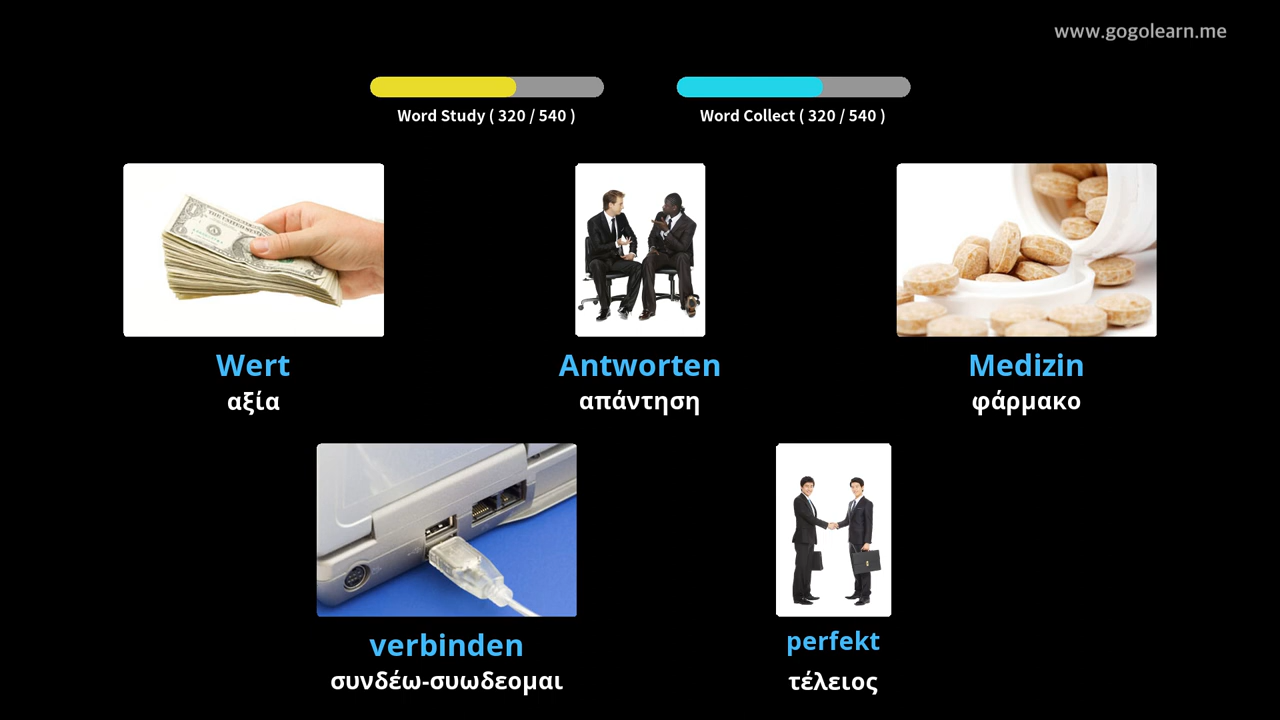 www.gogolearn.me
Word Study ( 320 / 540 )
Word Collect ( 320 / 540 )
Wert
αξία
Antworten
απάντηση
Medizin
φάρμακο
verbinden
συνδέω-συωδεομαι
perfekt
τέλειος